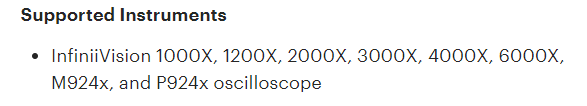 Supported Instruments
• InfiniiVision 1000X, 1200X, 2000X, 3000X, 4000X, 6000X,
M924x, and P924x oscilloscope